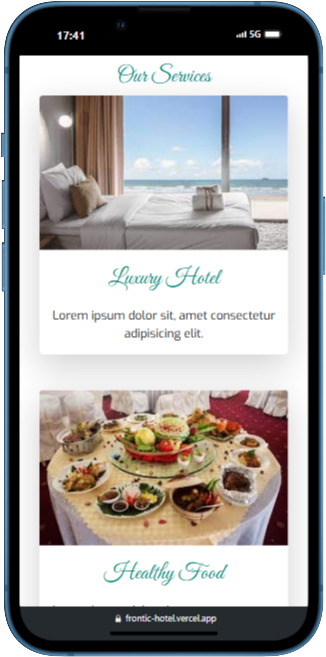 17:41
5G
Our Services
Luxury Hotel
Lorem ipsum dolor sit, amet consectetur
adipisicing elit.
Healthy Food
frontic-hotel.vercel.app